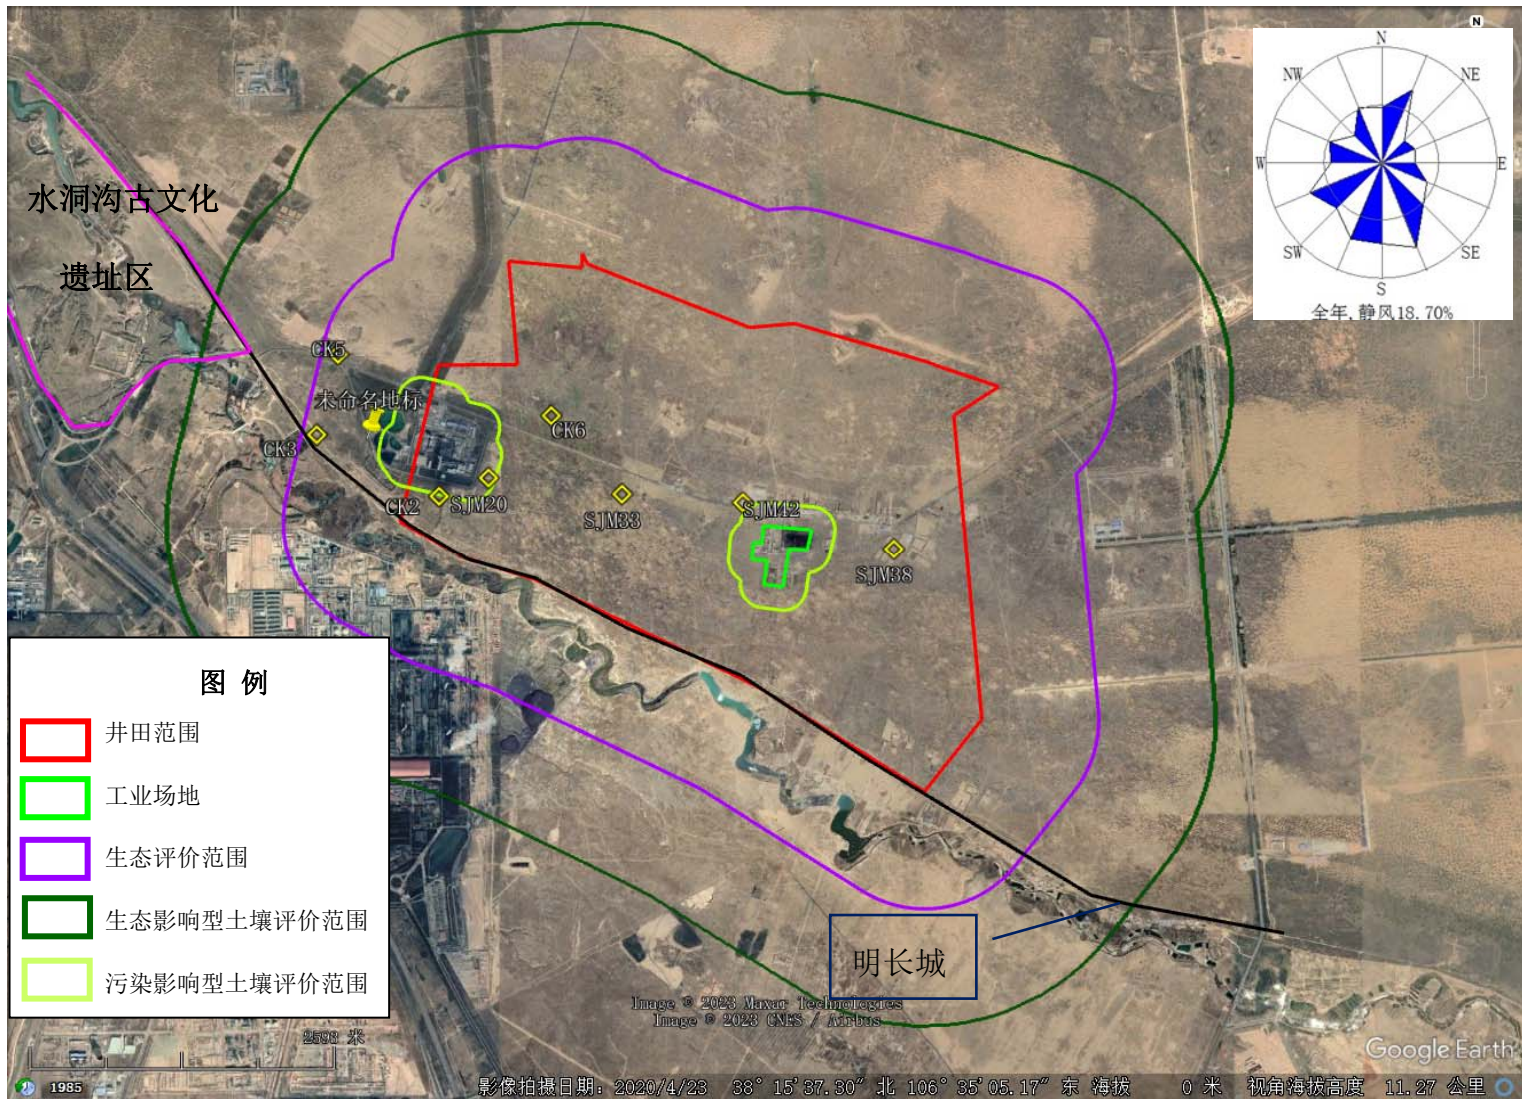 N
N
NW
NE
W
E
SW
SE
S
全年,静风18.70%
水洞沟古文化
遗址区
CK5
未命名地标
CK3
CK6
CK2
SJM20
SJM33
SJM42
SJM38
图 例
井田范围
工业场地
生态评价范围
生态影响型土壤评价范围
污染影响型土壤评价范围
明长城
Image © 2023 Maxar Technologies
Image © 2023 CNES / Airbus
2598 米
Google Earth
1985
影像拍摄日期: 2020/4/23 38° 15'37.30" 北 106° 35'05.17" 东 海拔 0 米 视角海拔高度 11.27 公里